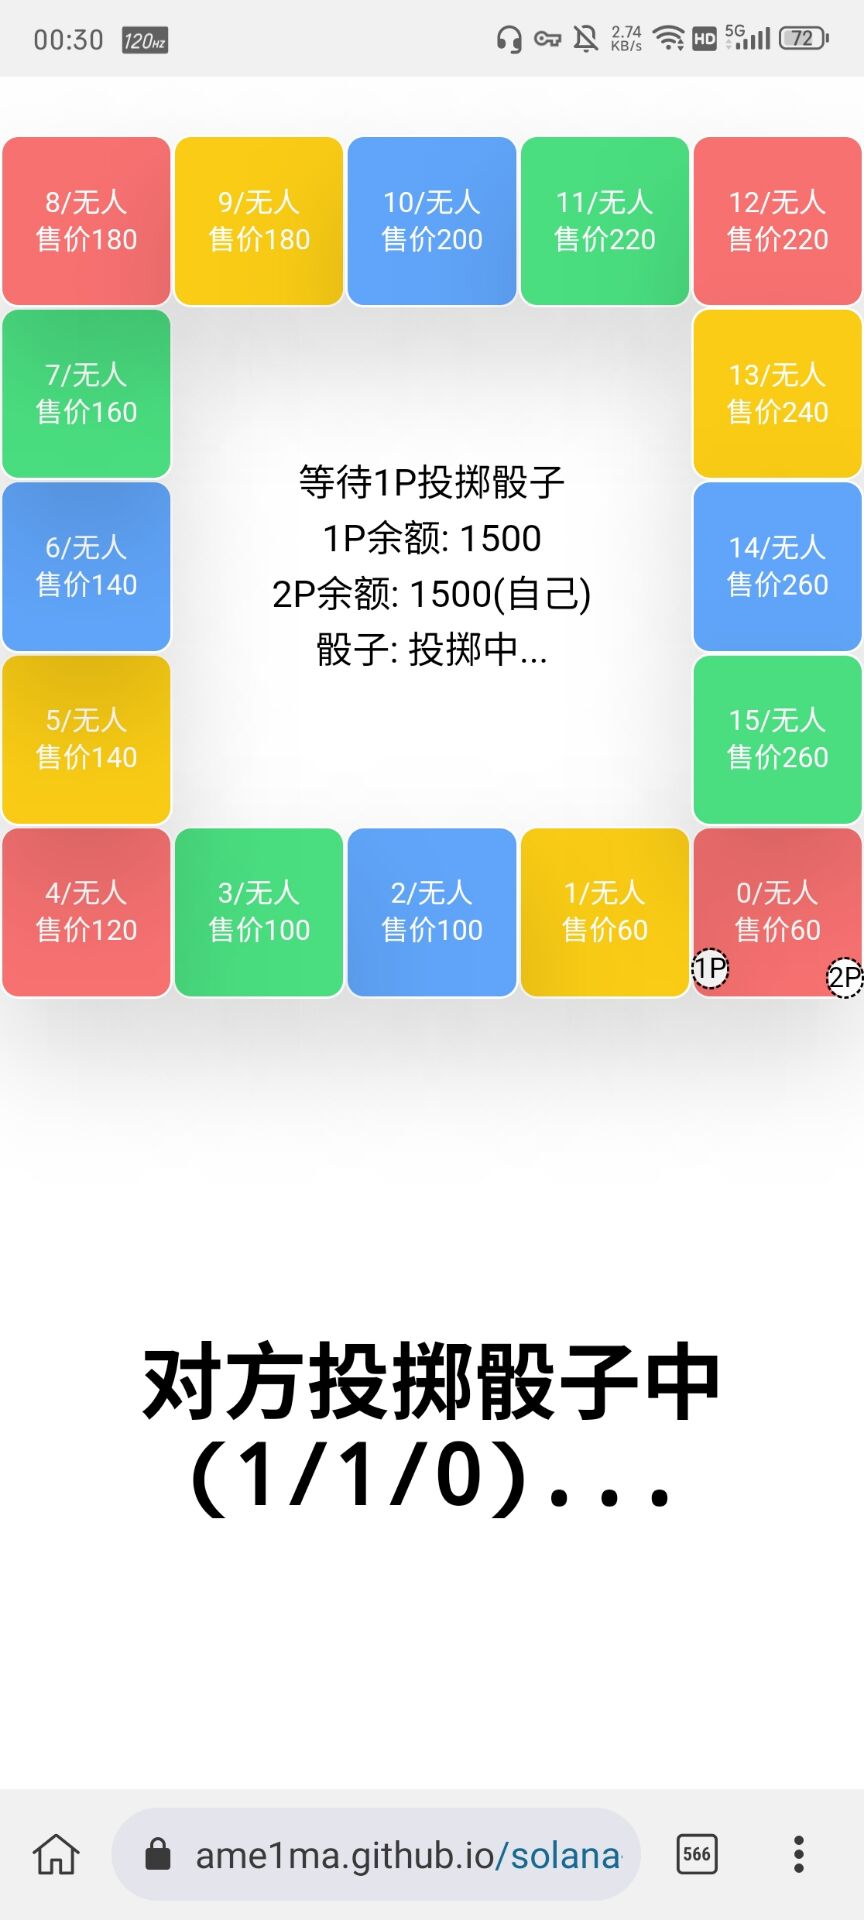 00:30 120Hz 2.74 KB/s HD 5G 72
8/无人 9/无人 10/无人 11/无人 12/无人
售价180 售价180 售价200 售价220 售价220
7/无人 13/无人
售价160 售价240
等待1P投掷骰子
1P余额: 1500
6/无人 14/无人
售价140 售价260
2P余额: 1500(自己)
骰子: 投掷中...
5/无人 15/无人
售价140 售价260
4/无人 3/无人 2/无人 1/无人 0/无人
售价120 售价100 售价100 售价60 售价60
1P 2P
对方投掷骰子中
(1/1/0)...
ame1ma.github.io/solana 566